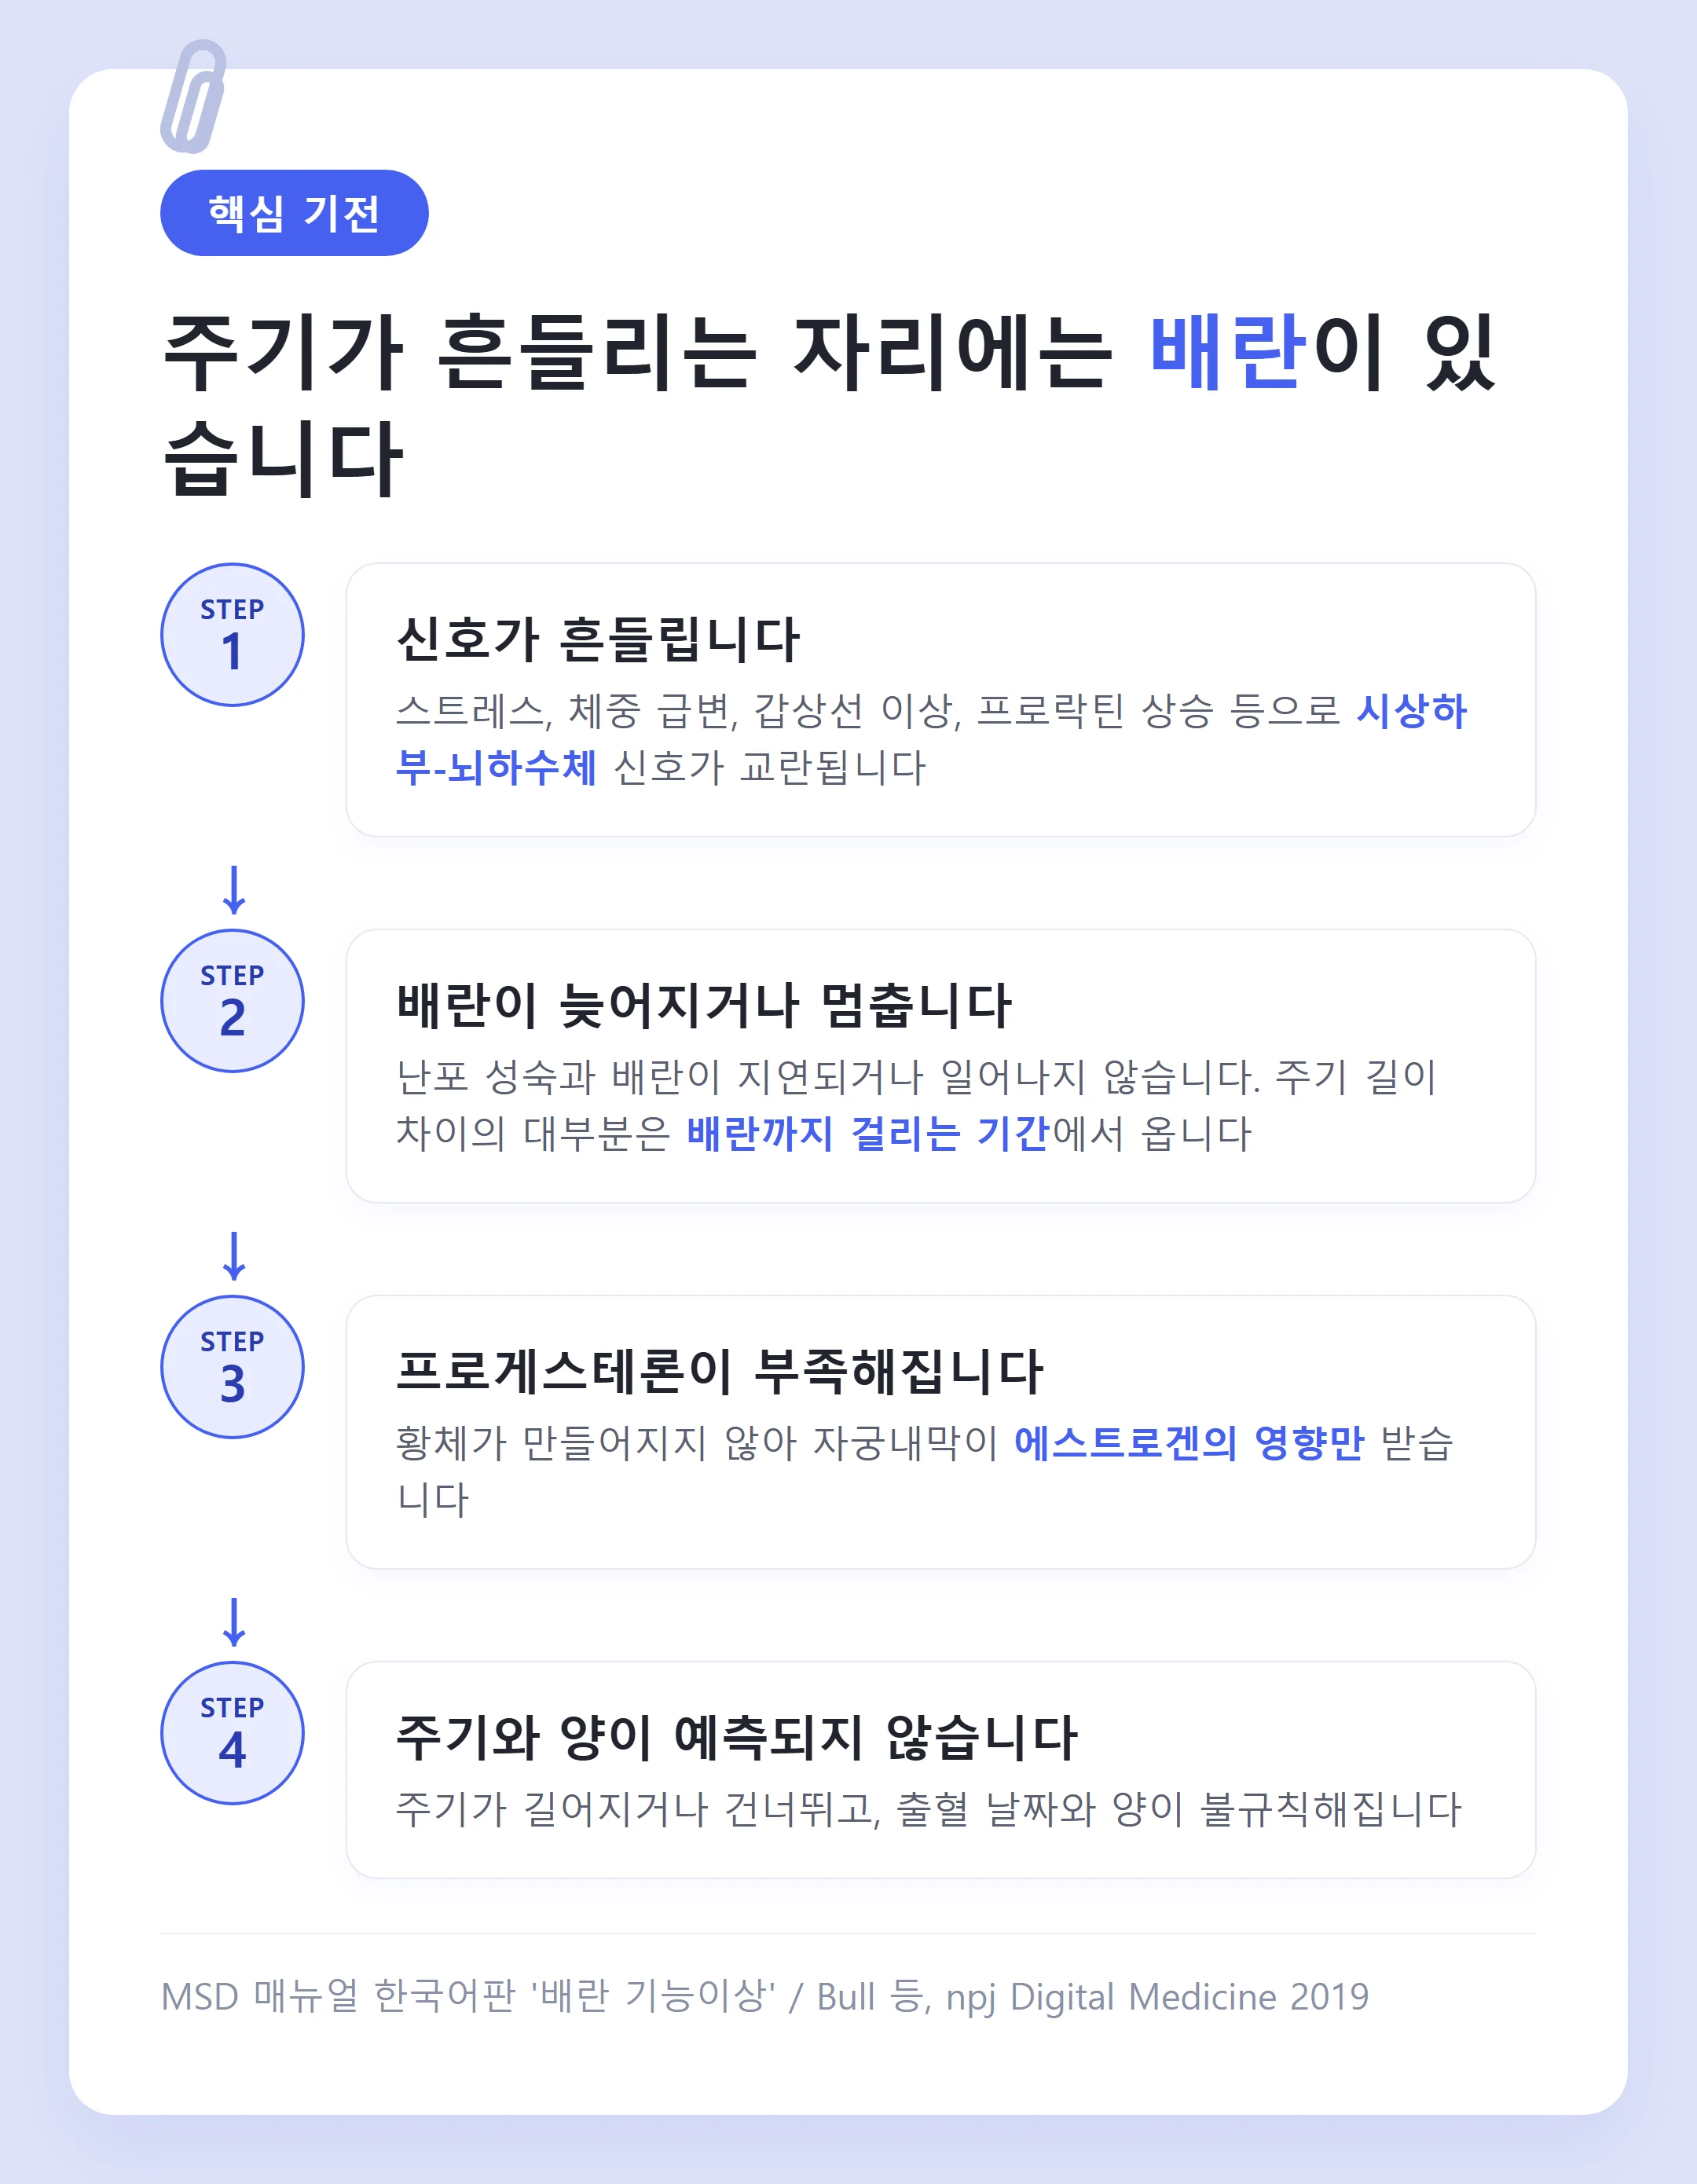 핵심 기전
주기가 흔들리는 자리에는 배란이 있
습니다
STEP
1
신호가 흔들립니다
스트레스, 체중 급변, 갑상선 이상, 프로락틴 상승 등으로 시상하
부-뇌하수체 신호가 교란됩니다
↓
STEP
2
배란이 늦어지거나 멈춥니다
난포 성숙과 배란이 지연되거나 일어나지 않습니다. 주기 길이
차이의 대부분은 배란까지 걸리는 기간에서 옵니다
↓
STEP
3
프로게스테론이 부족해집니다
황체가 만들어지지 않아 자궁내막이 에스트로겐의 영향만 받습
니다
↓
STEP
4
주기와 양이 예측되지 않습니다
주기가 길어지거나 건너뛰고, 출혈 날짜와 양이 불규칙해집니다
MSD 매뉴얼 한국어판 '배란 기능이상' / Bull 등, npj Digital Medicine 2019